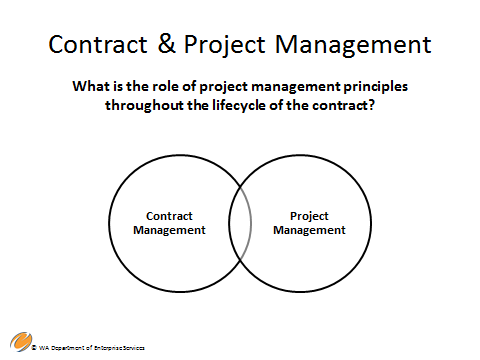 Contract & Project Management
What is the role of project management principles
throughout the lifecycle of the contract?
Contract
Management
Project
Management
© WA Department of Enterprise Services